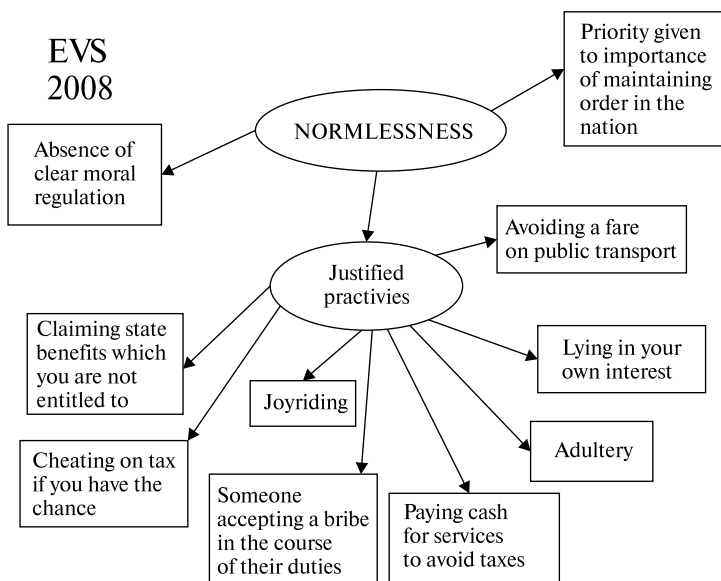 EVS
2008
Priority given
to importance
of maintaining
order in the
nation
NORMLESSNESS
Absence of
clear moral
regulation
Avoiding a fare
on public transport
Justified
practivies
Claiming state
benefits which
you are not
entitled to
Lying in your
own interest
Joyriding
Adultery
Cheating on tax
if you have the
chance
Someone
accepting a bribe
in the course
of their duties
Paying cash
for services
to avoid taxes